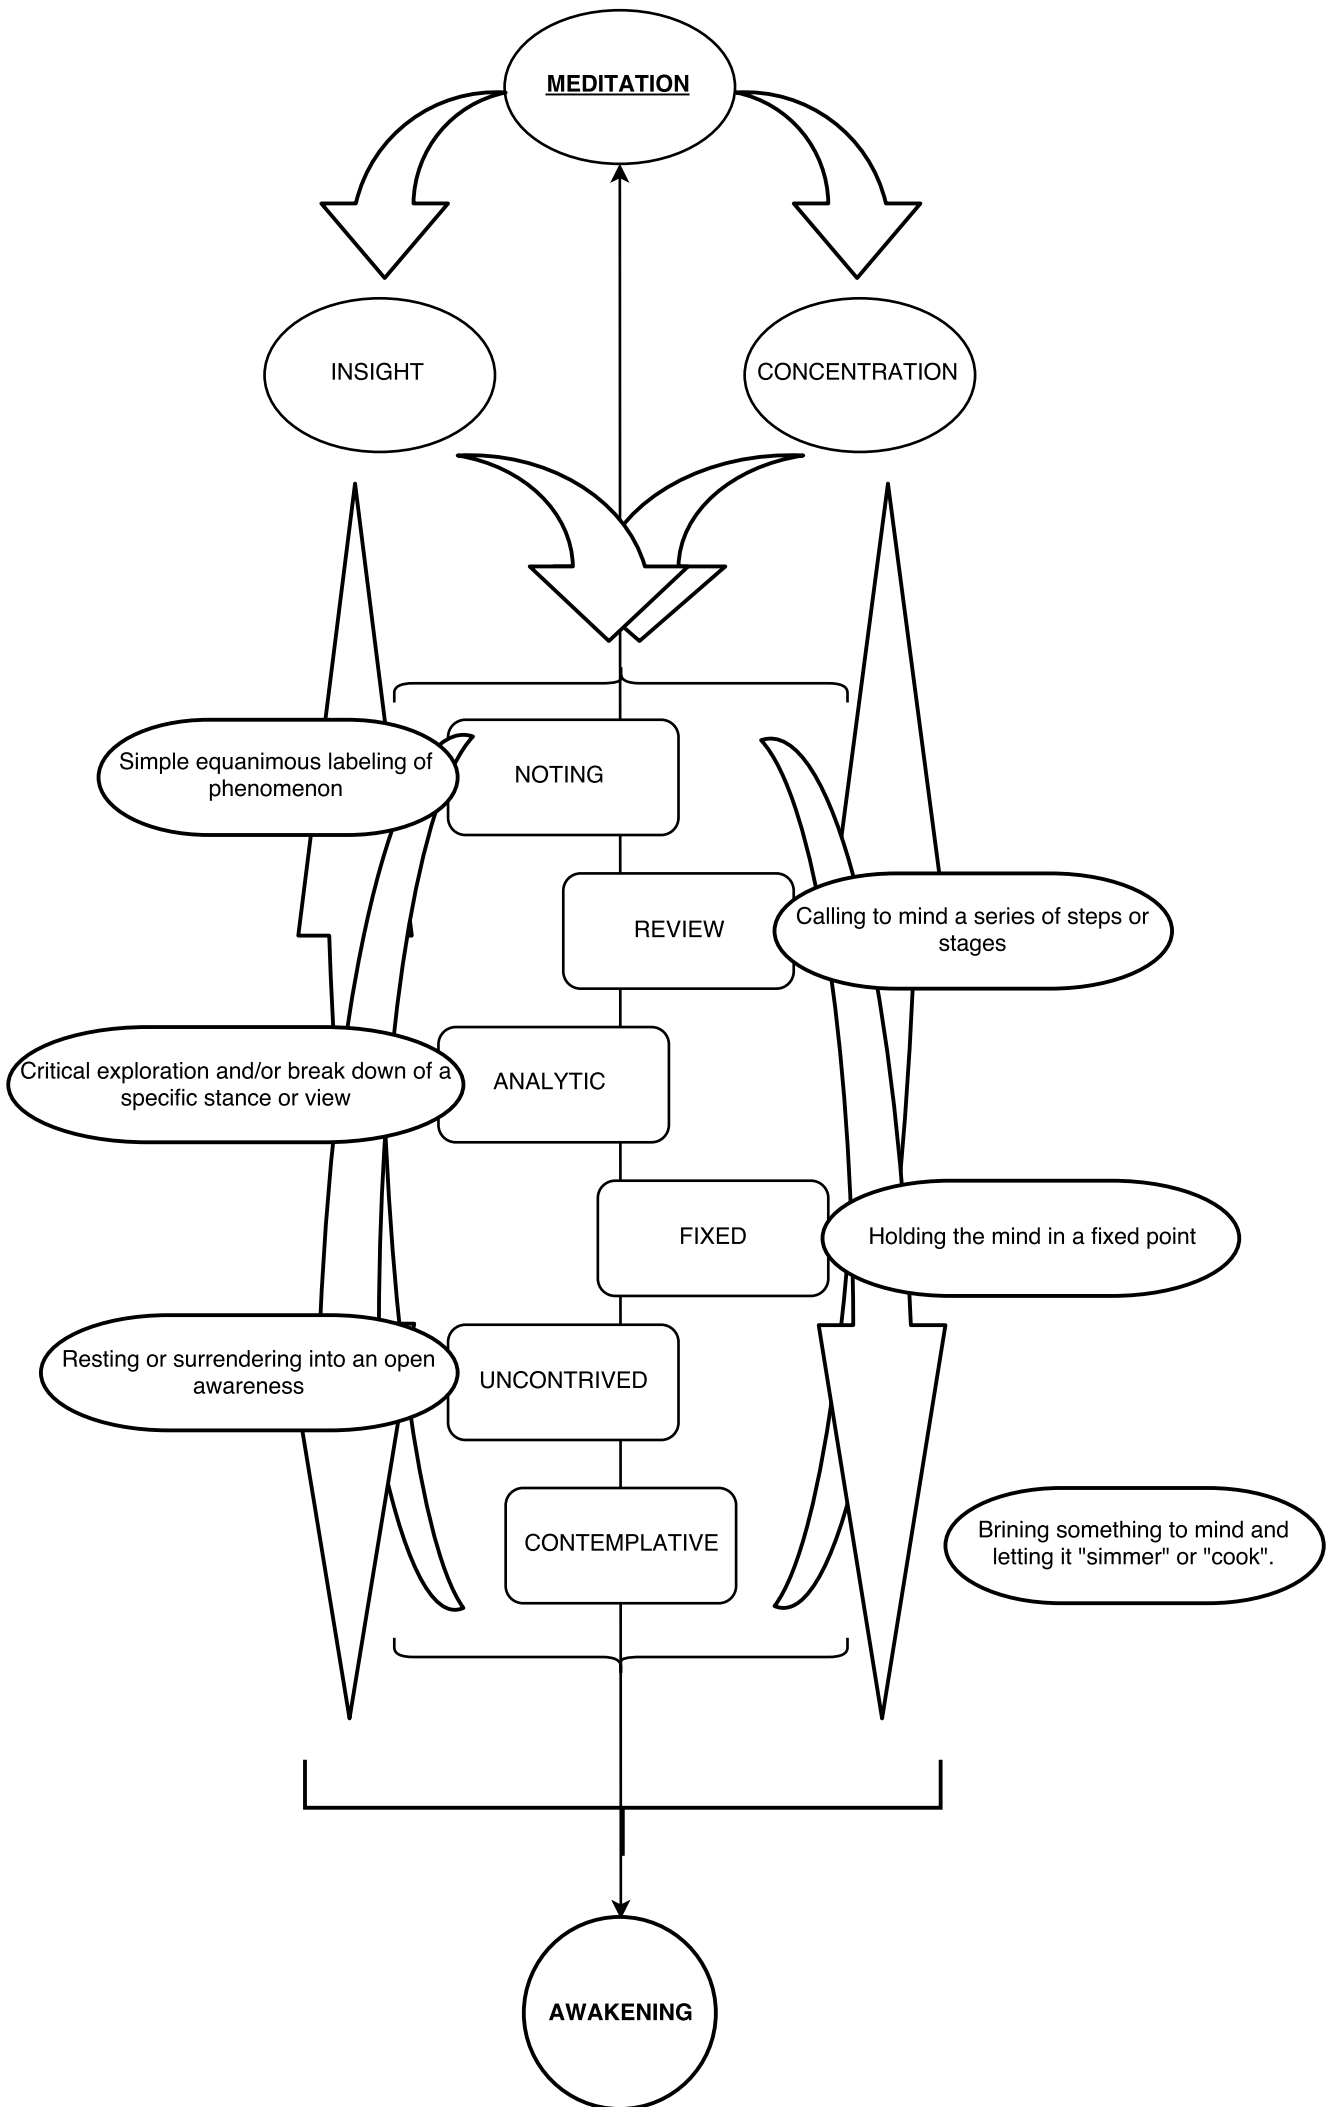 MEDITATION
INSIGHT
CONCENTRATION
Simple equanimous labeling of
phenomenon
NOTING
REVIEW
Calling to mind a series of steps or
stages
Critical exploration and/or break down of a
specific stance or view
ANALYTIC
FIXED
Holding the mind in a fixed point
Resting or surrendering into an open
awareness
UNCONTRIVED
CONTEMPLATIVE
Brining something to mind and
letting it "simmer" or "cook".
AWAKENING